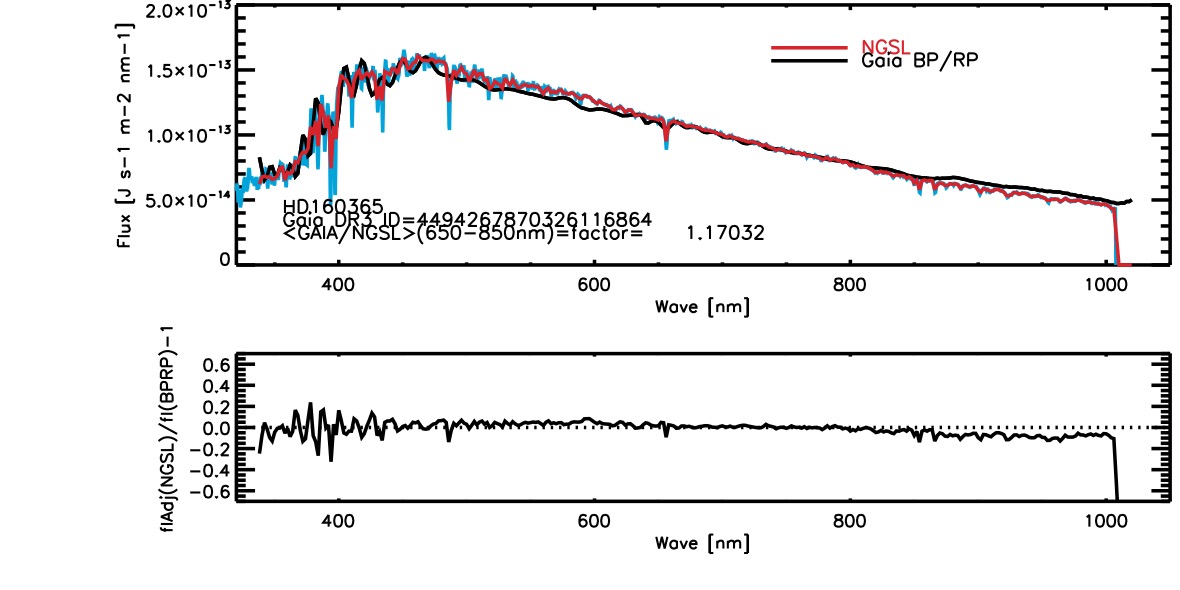 2.0×10−13
1.5×10−13
1.0×10−13
5.0×10−14
0
Flux [J s−1 m−2 nm−1]
NGSL
Gaia BP/RP
HD160365
Gaia DR3 ID=4494267870326116864
<GAIA/NGSL>(650−850nm)=factor= 1.17032
400 600 800 1000
Wave [nm]
flAdj(NGSL)/fl(BPRP)−1
0.6
0.4
0.2
0.0
−0.2
−0.4
−0.6
400 600 800 1000
Wave [nm]